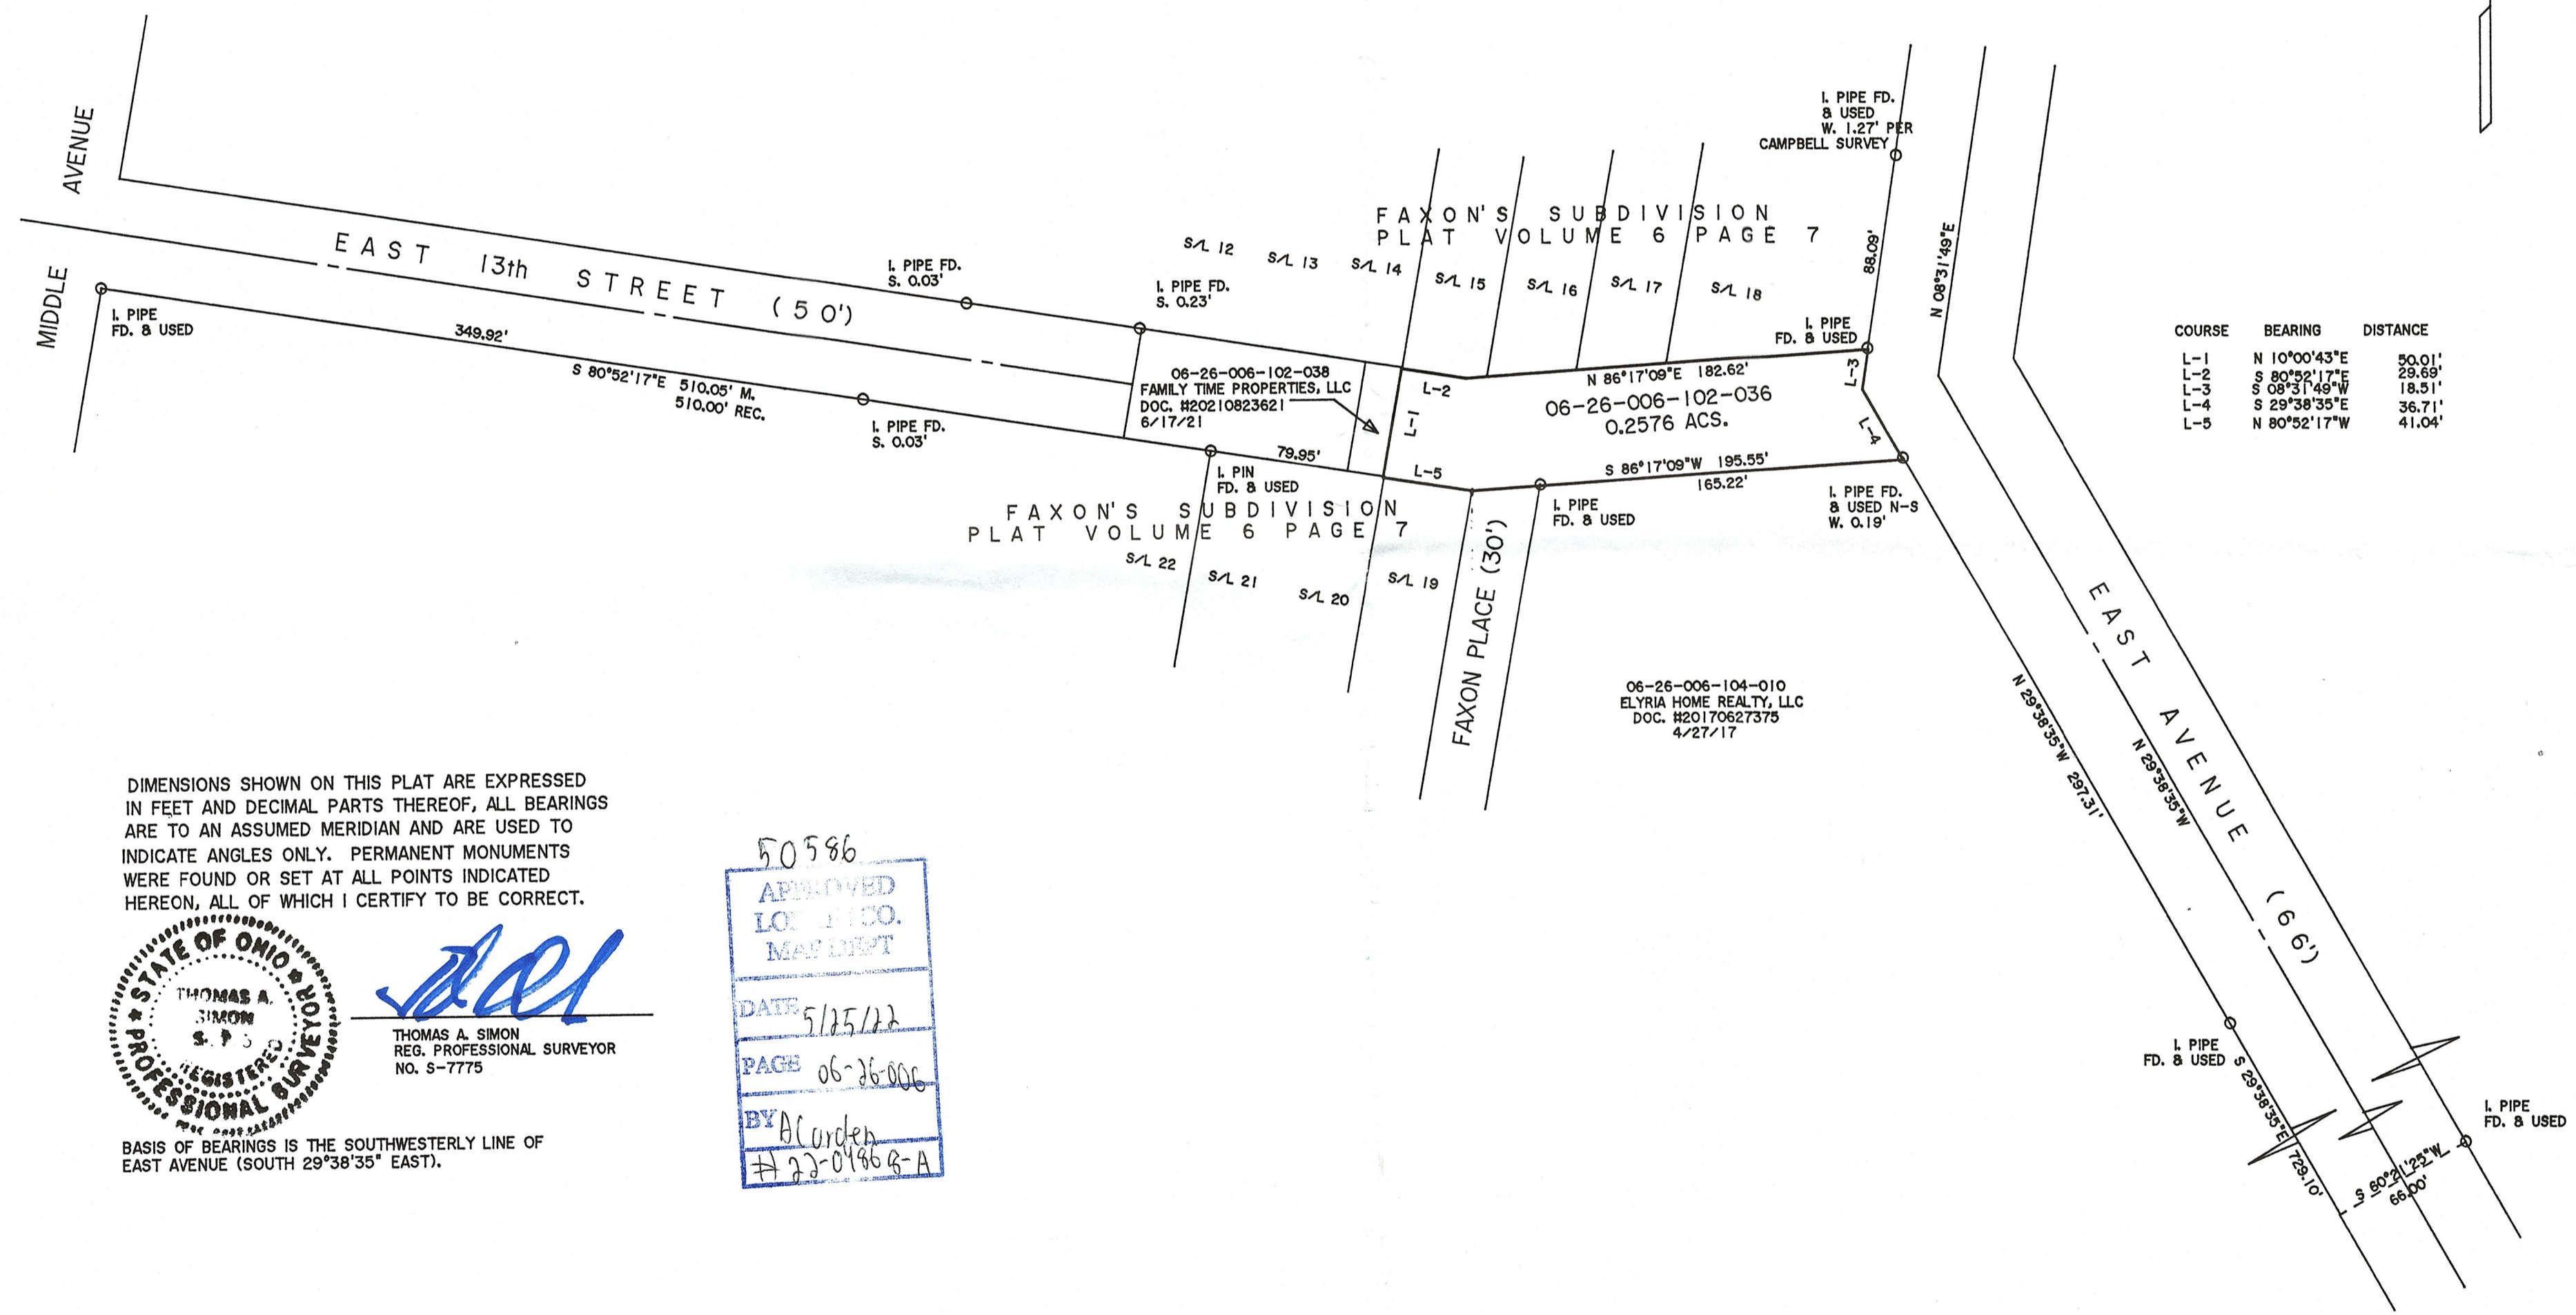 MIDDLE AVENUE
EAST 13th STREET (50')
I. PIPE
FD. & USED
349.92'
S 80°52'17"E 510.05' M.
510.00' REC.
I. PIPE FD.
S. 0.03'
I. PIPE FD.
S. 0.03'
I. PIPE FD.
S. 0.23'
06-26-006-102-038
FAMILY TIME PROPERTIES, LLC
DOC. #20210823621
6/17/21
79.95'
I. PIN
FD. & USED
FAXON'S SUBDIVISION
PLAT VOLUME 6 PAGE 7
S/L 22
S/L 21
S/L 20
S/L 19
S/L 12
S/L 13
S/L 14
S/L 15
S/L 16
S/L 17
S/L 18
FAXON'S SUBDIVISION
PLAT VOLUME 6 PAGE 7
I. PIPE FD.
& USED
W. 1.27' PER
CAMPBELL SURVEY
88.09'
N 08°31'49"E
I. PIPE
FD. & USED
L-1
L-2
L-3
L-4
L-5
N 86°17'09"E 182.62'
06-26-006-102-036
0.2576 ACS.
S 86°17'09"W 195.55'
165.22'
I. PIPE
FD. & USED
I. PIPE FD.
& USED N-S
W. 0.19'
FAXON PLACE (30')
06-26-006-104-010
ELYRIA HOME REALTY, LLC
DOC. #20170627375
4/27/17
COURSE BEARING DISTANCE
L-1 N 10°00'43"E 50.01'
L-2 S 80°52'17"E 29.69'
L-3 S 08°31'49"W 18.51'
L-4 S 29°38'35"E 36.71'
L-5 N 80°52'17"W 41.04'
EAST AVENUE (66')
N 29°38'35"W 297.31'
N 29°38'35"W
I. PIPE
FD. & USED
S 29°38'35"E 729.10'
S 60°21'25"W
66.00'
I. PIPE
FD. & USED
DIMENSIONS SHOWN ON THIS PLAT ARE EXPRESSED
IN FEET AND DECIMAL PARTS THEREOF, ALL BEARINGS
ARE TO AN ASSUMED MERIDIAN AND ARE USED TO
INDICATE ANGLES ONLY. PERMANENT MONUMENTS
WERE FOUND OR SET AT ALL POINTS INDICATED
HEREON, ALL OF WHICH I CERTIFY TO BE CORRECT.
STATE OF OHIO
THOMAS A.
SIMON
REGISTERED
PROFESSIONAL SURVEYOR
THOMAS A. SIMON
REG. PROFESSIONAL SURVEYOR
NO. S-7775
BASIS OF BEARINGS IS THE SOUTHWESTERLY LINE OF
EAST AVENUE (SOUTH 29°38'35" EAST).
50586
APPROVED
CO.
MAP DEPT
DATE 5/25/22
PAGE 06-26-006
BY
#22-04868-A